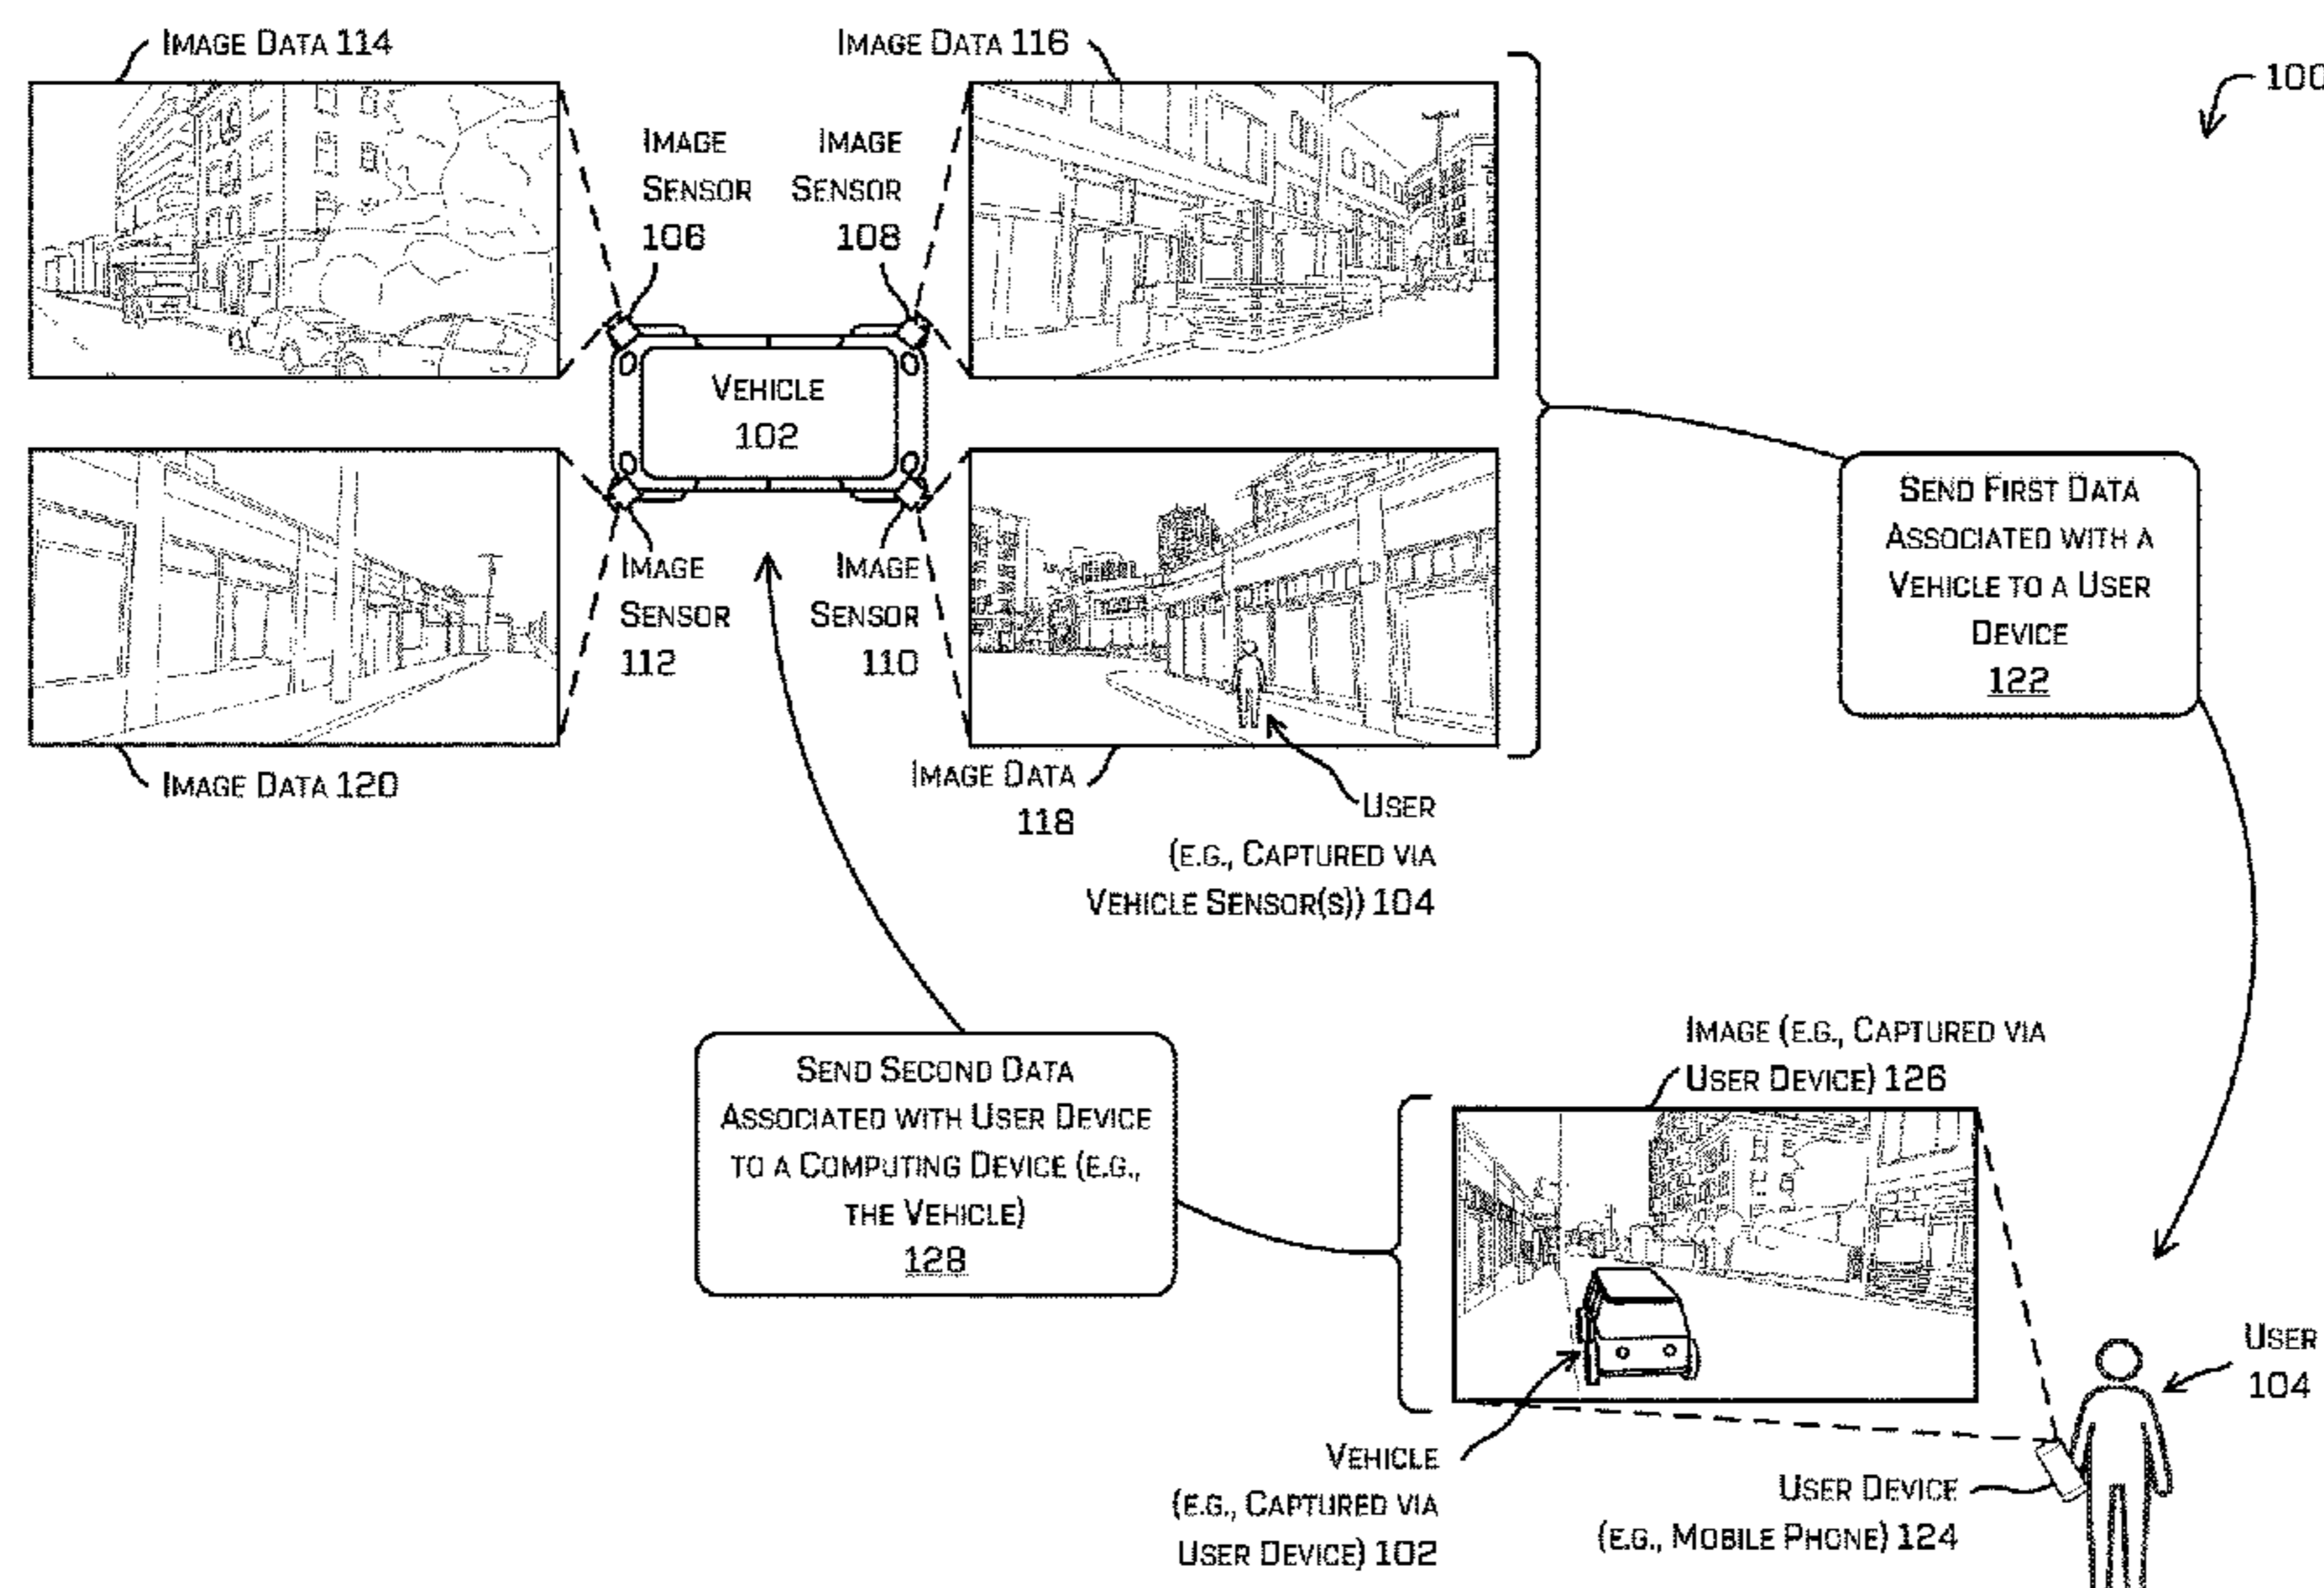 IMAGE DATA 114
IMAGE DATA 116
100
IMAGE
SENSOR
106
IMAGE
SENSOR
108
VEHICLE
102
SEND FIRST DATA
ASSOCIATED WITH A
VEHICLE TO A USER
DEVICE
122
IMAGE
SENSOR
112
IMAGE
SENSOR
110
IMAGE DATA 120
IMAGE DATA
118
USER
(E.G., CAPTURED VIA
VEHICLE SENSOR(S)) 104
SEND SECOND DATA
ASSOCIATED WITH USER DEVICE
TO A COMPUTING DEVICE (E.G.,
THE VEHICLE)
128
IMAGE (E.G., CAPTURED VIA
USER DEVICE) 126
USER
104
VEHICLE
(E.G., CAPTURED VIA
USER DEVICE) 102
USER DEVICE
(E.G., MOBILE PHONE) 124